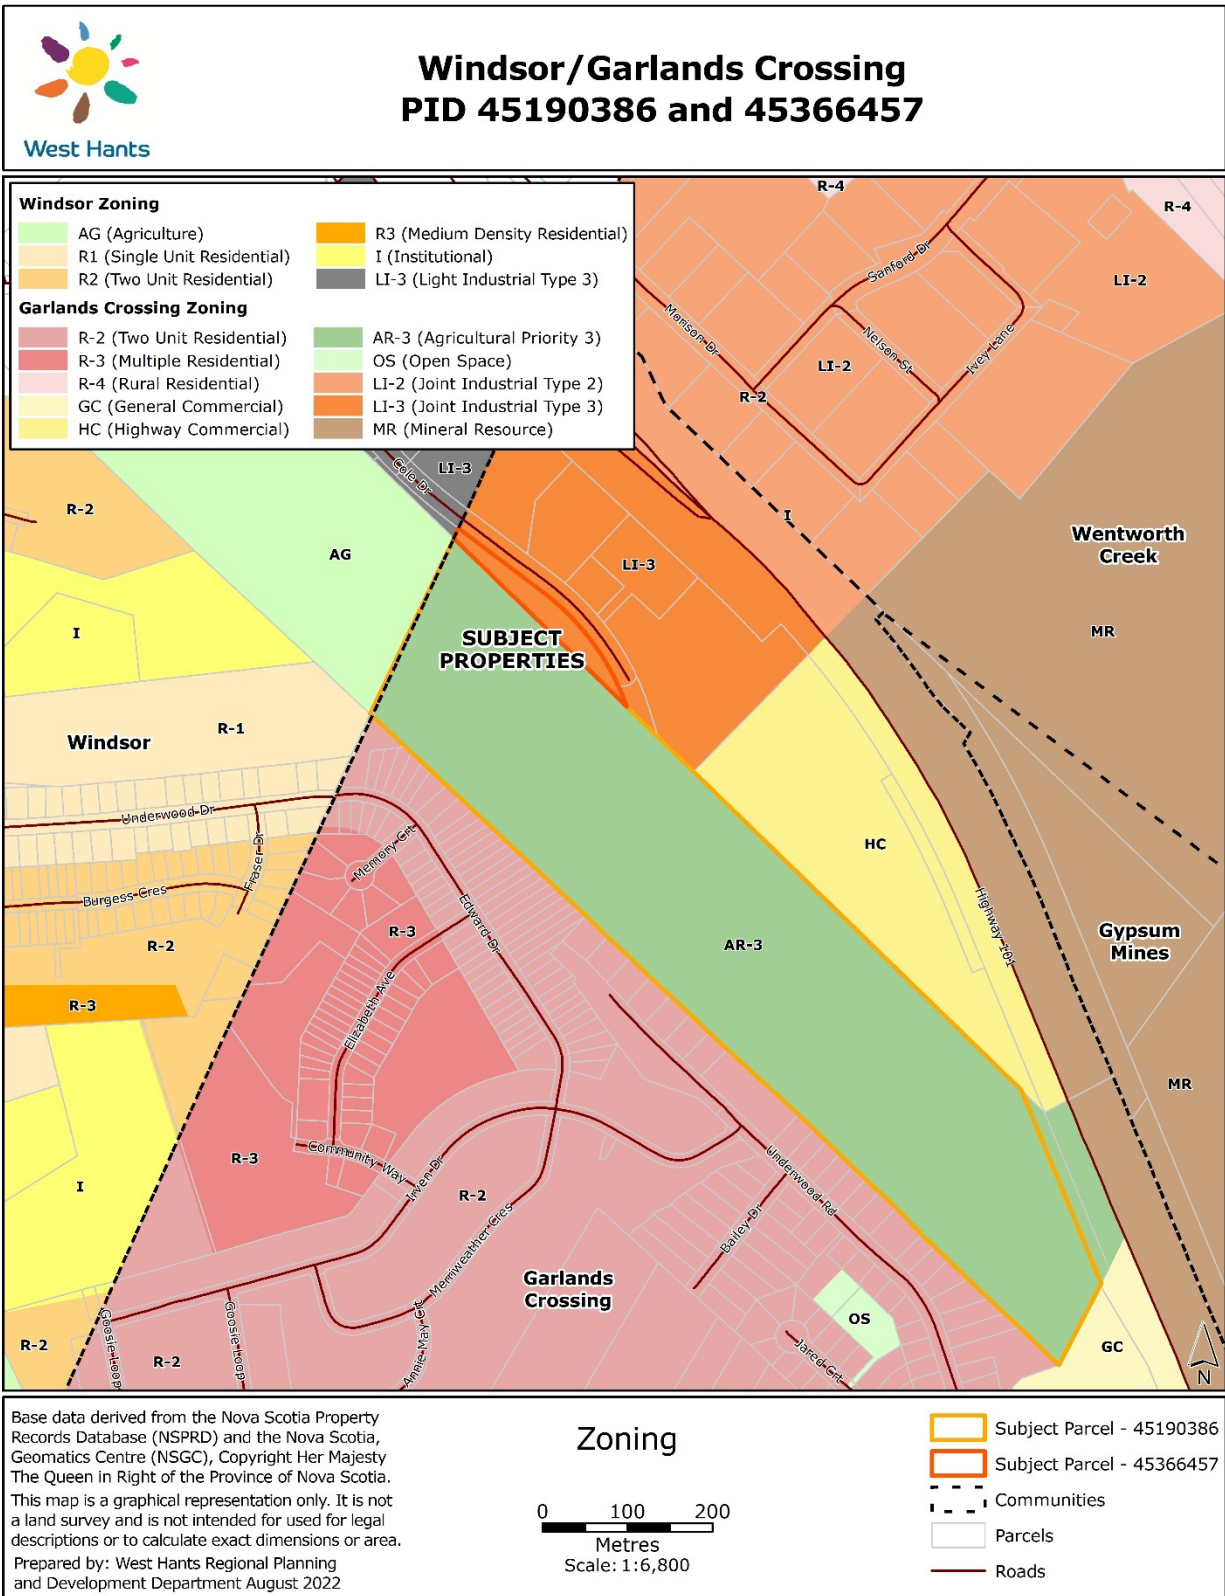 West Hants
Windsor/Garlands Crossing
PID 45190386 and 45366457
Windsor Zoning
AG (Agriculture)
R1 (Single Unit Residential)
R2 (Two Unit Residential)
R3 (Medium Density Residential)
I (Institutional)
LI-3 (Light Industrial Type 3)
Garlands Crossing Zoning
R-2 (Two Unit Residential)
R-3 (Multiple Residential)
R-4 (Rural Residential)
GC (General Commercial)
HC (Highway Commercial)
AR-3 (Agricultural Priority 3)
OS (Open Space)
LI-2 (Joint Industrial Type 2)
LI-3 (Joint Industrial Type 3)
MR (Mineral Resource)
R-4
R-4
Sanford Dr
LI-2
Morison Dr
Nelson St
Ivey Lane
LI-2
R-2
Cole Dr
LI-3
R-2
I
AG
LI-3
Wentworth
Creek
MR
I
SUBJECT
PROPERTIES
R-1
Windsor
Underwood Dr
Memory Crt
HC
Fraser Dr
Burgess Cres
Edward Dr
R-3
R-2
AR-3
Highway 101
Gypsum
Mines
R-3
Elizabeth Ave
MR
Community Way
R-3
Irven Dr
R-2
Underwood Rd
I
Bailey Dr
Merriweather Cres
Garlands
Crossing
OS
Goosie Loop
Goosie Loop
Annie May Ct
R-2
R-2
Jared Crt
GC
N
Base data derived from the Nova Scotia Property
Records Database (NSPRD) and the Nova Scotia,
Geomatics Centre (NSGC), Copyright Her Majesty
The Queen in Right of the Province of Nova Scotia.
This map is a graphical representation only. It is not
a land survey and is not intended for used for legal
descriptions or to calculate exact dimensions or area.
Prepared by: West Hants Regional Planning
and Development Department August 2022
Zoning
0 100 200
Metres
Scale: 1:6,800
Subject Parcel - 45190386
Subject Parcel - 45366457
Communities
Parcels
Roads